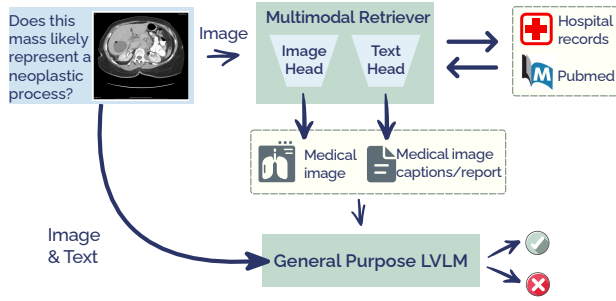 Does this
mass likely
represent a
neoplastic
process?
Image
Multimodal Retriever
Image
Head
Text
Head
Hospital
records
M
Pubmed
Medical
image
Medical image
captions/report
Image
& Text
General Purpose LVLM